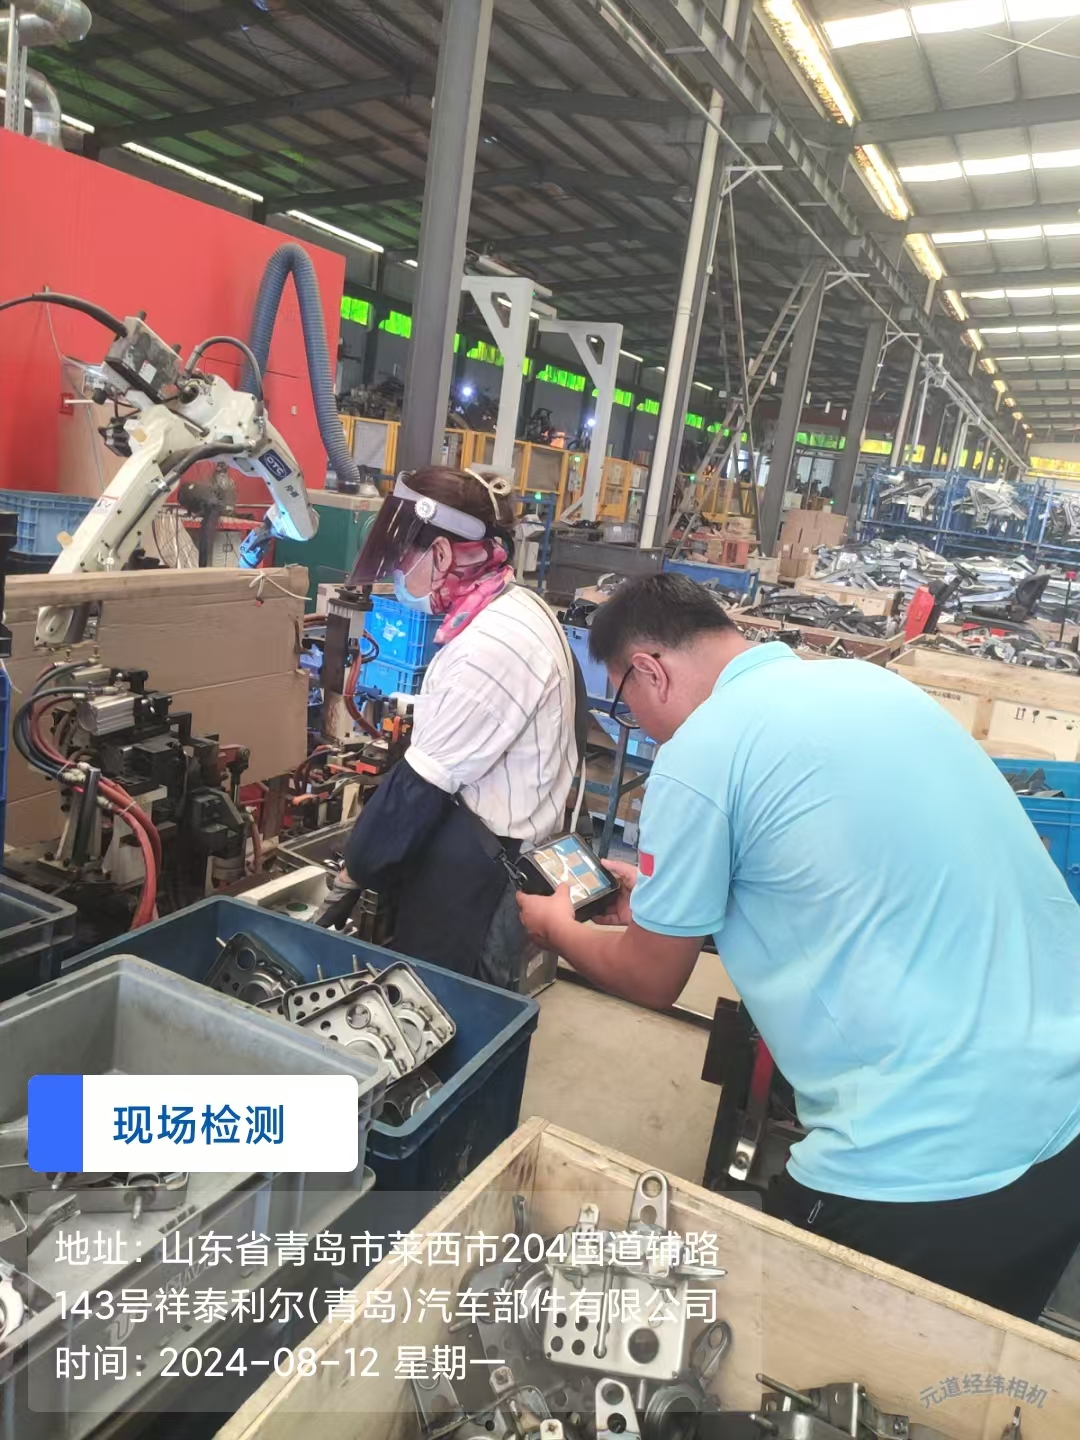 OTC
现场检测
地址：山东省青岛市莱西市204国道辅路
143号祥泰利尔(青岛)汽车部件有限公司
时间：2024-08-12 星期一
元道经纬相机